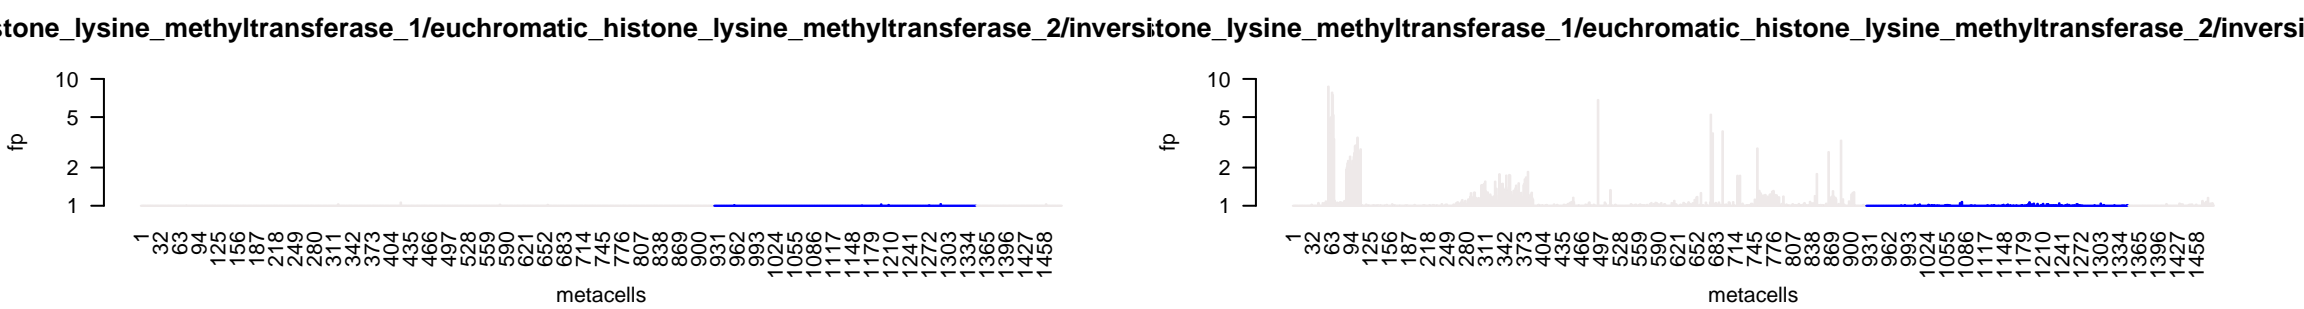 stone_lysine_methyltransferase_1/euchromatic_histone_lysine_methyltransferase_2/inversi
tone_lysine_methyltransferase_1/euchromatic_histone_lysine_methyltransferase_2/inversi
10
5
2
1
fp
1 32 63 94 125 156 187 218 249 280 311 342 373 404 435 466 497 528 559 590 621 652 683 714 745 776 807 838 869 900 931 962 993 1024 1055 1086 1117 1148 1179 1210 1241 1272 1303 1334 1365 1396 1427 1458
metacells
10
5
2
1
fp
1 32 63 94 125 156 187 218 249 280 311 342 373 404 435 466 497 528 559 590 621 652 683 714 745 776 807 838 869 900 931 962 993 1024 1055 1086 1117 1148 1179 1210 1241 1272 1303 1334 1365 1396 1427 1458
metacells